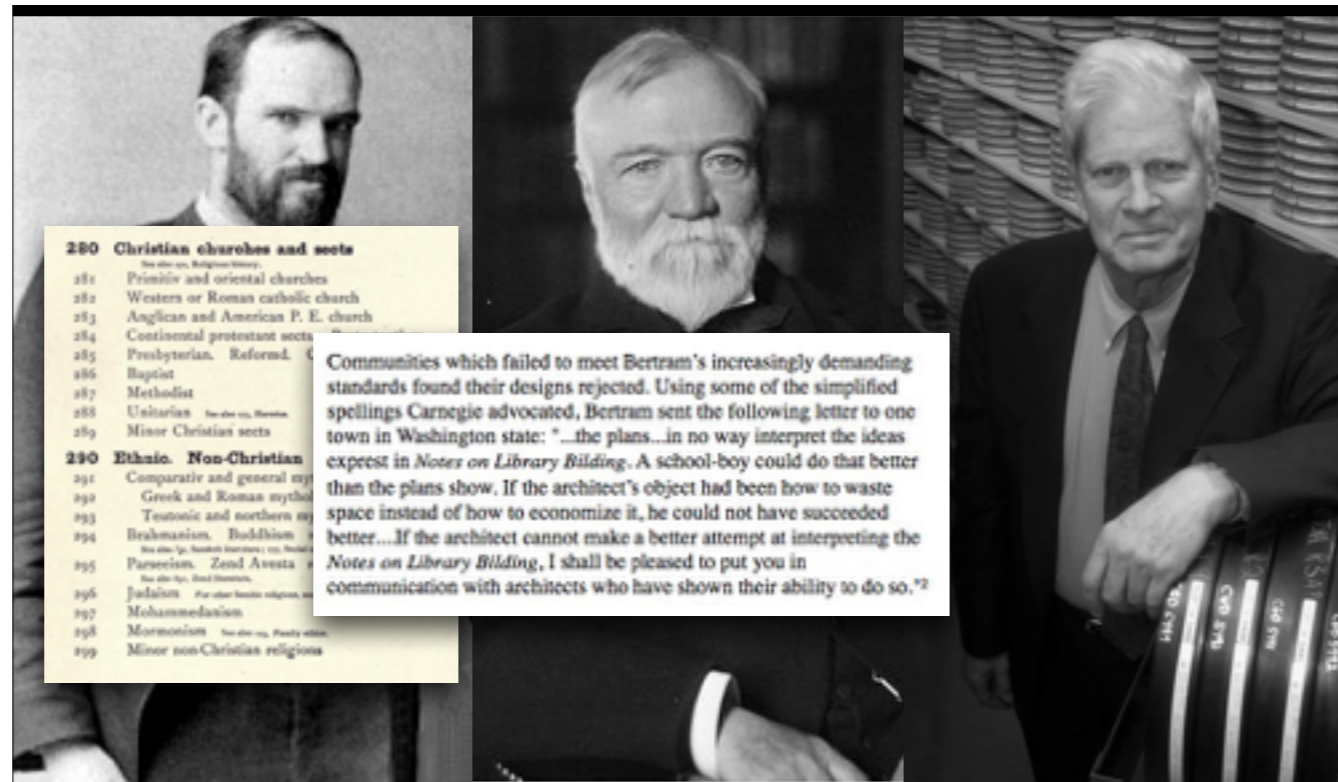 280 Christian churches and sects
281 Primitiv and oriental churches
282 Western or Roman catholic church
283 Anglican and American P. E. church
284 Continental protestant sects.
285 Presbyterian. Reformd.
286 Baptist
287 Methodist
288 Unitarian
289 Minor Christian sects
290 Ethnic. Non-Christian
291 Comparativ and general
292 Greek and Roman
293 Teutonic and northern
294 Brahmanism. Buddhism
295 Parseeism. Zend Avesta
296 Judaism
297 Mohammedanism
298 Mormonism
299 Minor non-Christian religions
Communities which failed to meet Bertram's increasingly demanding
standards found their designs rejected. Using some of the simplified
spellings Carnegie advocated, Bertram sent the following letter to one
town in Washington state: "...the plans...in no way interpret the ideas
exprest in Notes on Library Bilding. A school-boy could do that better
than the plans show. If the architect's object had been how to waste
space instead of how to economize it, he could not have succeeded
better....If the architect cannot make a better attempt at interpreting the
Notes on Library Bilding, I shall be pleased to put you in
communication with architects who have shown their ability to do so."2